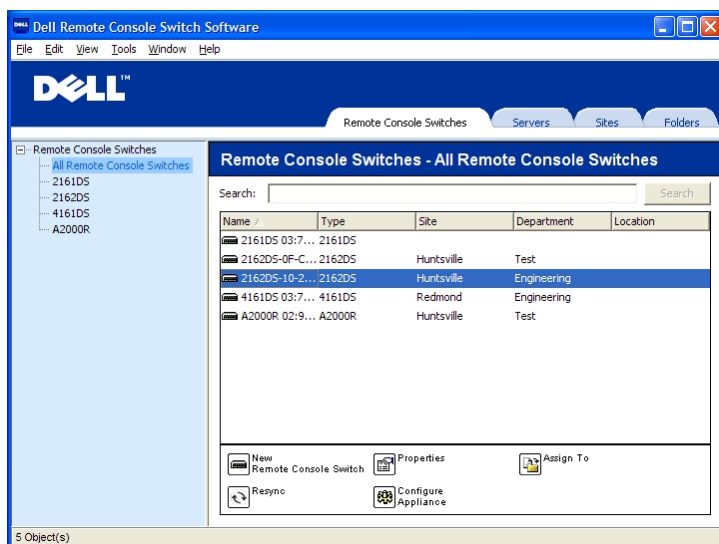 Dell Remote Console Switch Software
File Edit View Tools Window Help
DELL™
Remote Console Switches Servers Sites Folders
Remote Console Switches
All Remote Console Switches
2161DS
2162DS
4161DS
A2000R
Remote Console Switches - All Remote Console Switches
Search: Search
Name Type Site Department Location
2161DS 03:7... 2161DS
2162DS-0F-C... 2162DS Huntsville Test
2162DS-10-2... 2162DS Huntsville Engineering
4161DS 03:7... 4161DS Redmond Engineering
A2000R 02:9... A2000R Huntsville Test
New Remote Console Switch
Properties
Assign To
Resync
Configure Appliance
5 Object(s)